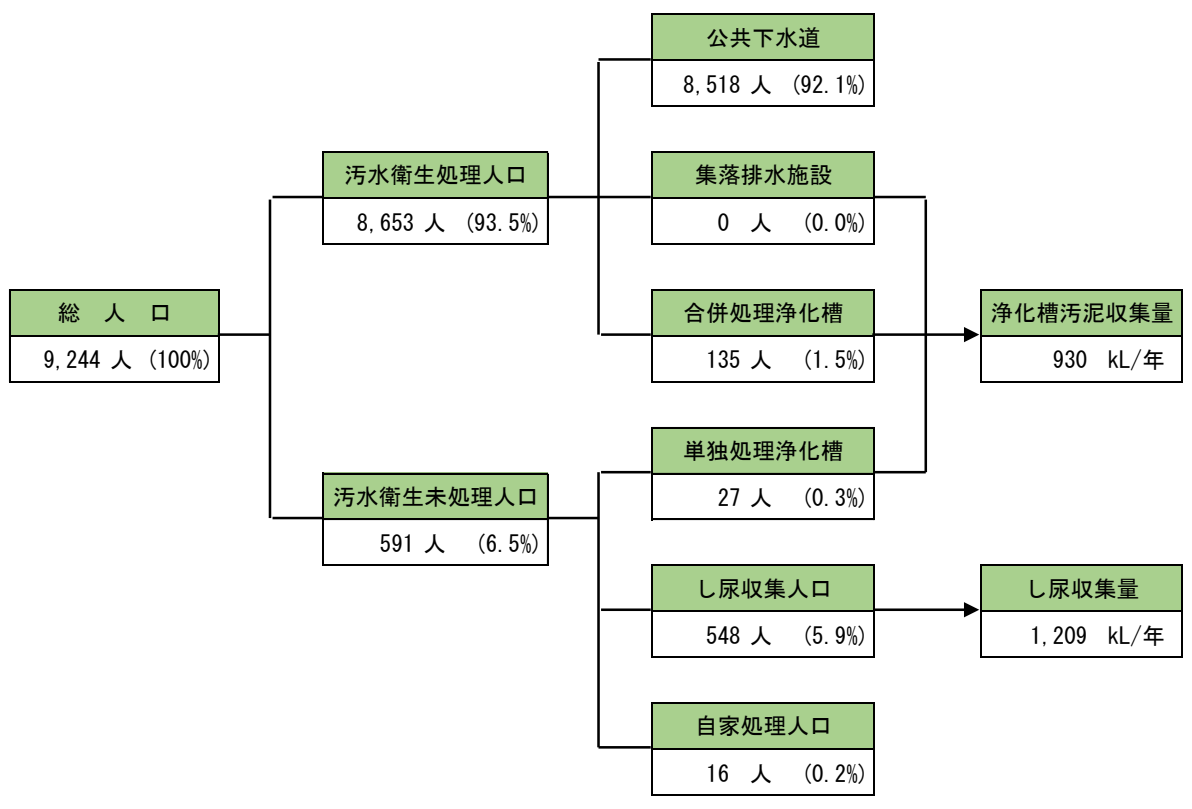 公共下水道
8,518 人 (92.1%)
汚水衛生処理人口
8,653 人 (93.5%)
集落排水施設
0 人 (0.0%)
総 人 口
9,244 人 (100%)
合併処理浄化槽
135 人 (1.5%)
浄化槽汚泥収集量
930 kL/年
単独処理浄化槽
27 人 (0.3%)
汚水衛生未処理人口
591 人 (6.5%)
し尿収集人口
548 人 (5.9%)
し尿収集量
1,209 kL/年
自家処理人口
16 人 (0.2%)